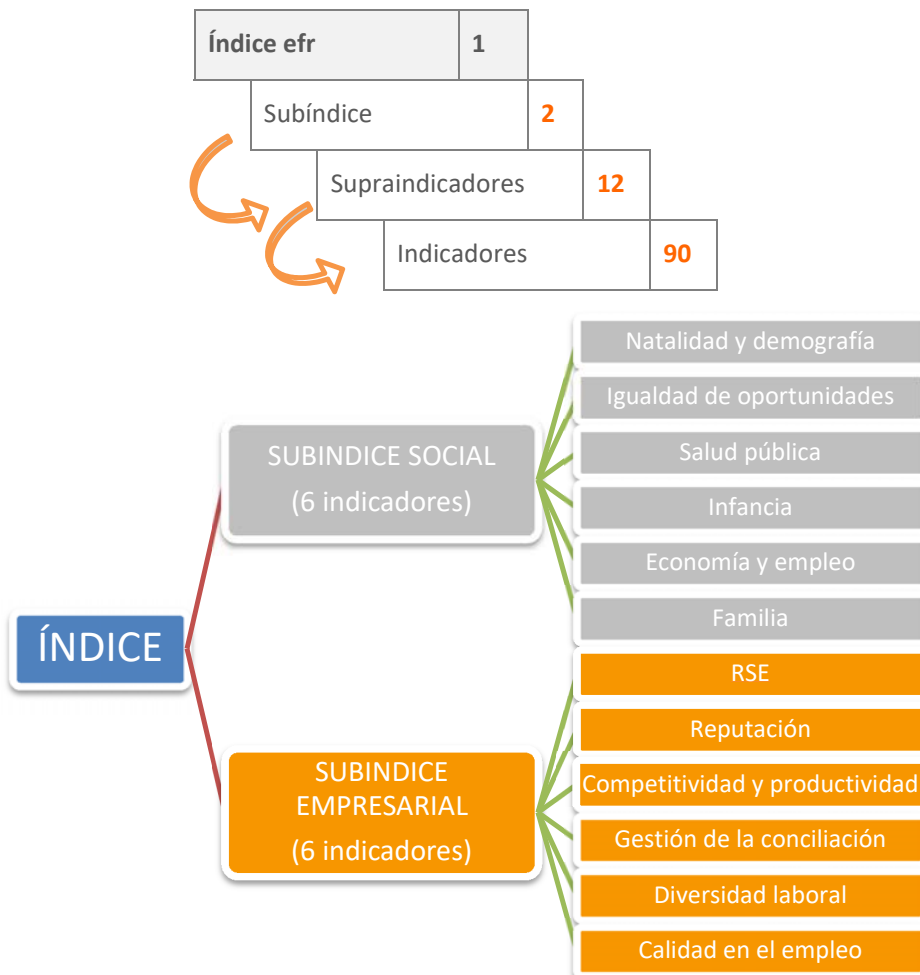 Índice efr 1
Subíndice 2
Supraindicadores 12
Indicadores 90
Natalidad y demografía
Igualdad de oportunidades
SUBINDICE SOCIAL
(6 indicadores)
Salud pública
Infancia
Economía y empleo
Familia
ÍNDICE
RSE
Reputación
SUBINDICE
EMPRESARIAL
(6 indicadores)
Competitividad y productividad
Gestión de la conciliación
Diversidad laboral
Calidad en el empleo